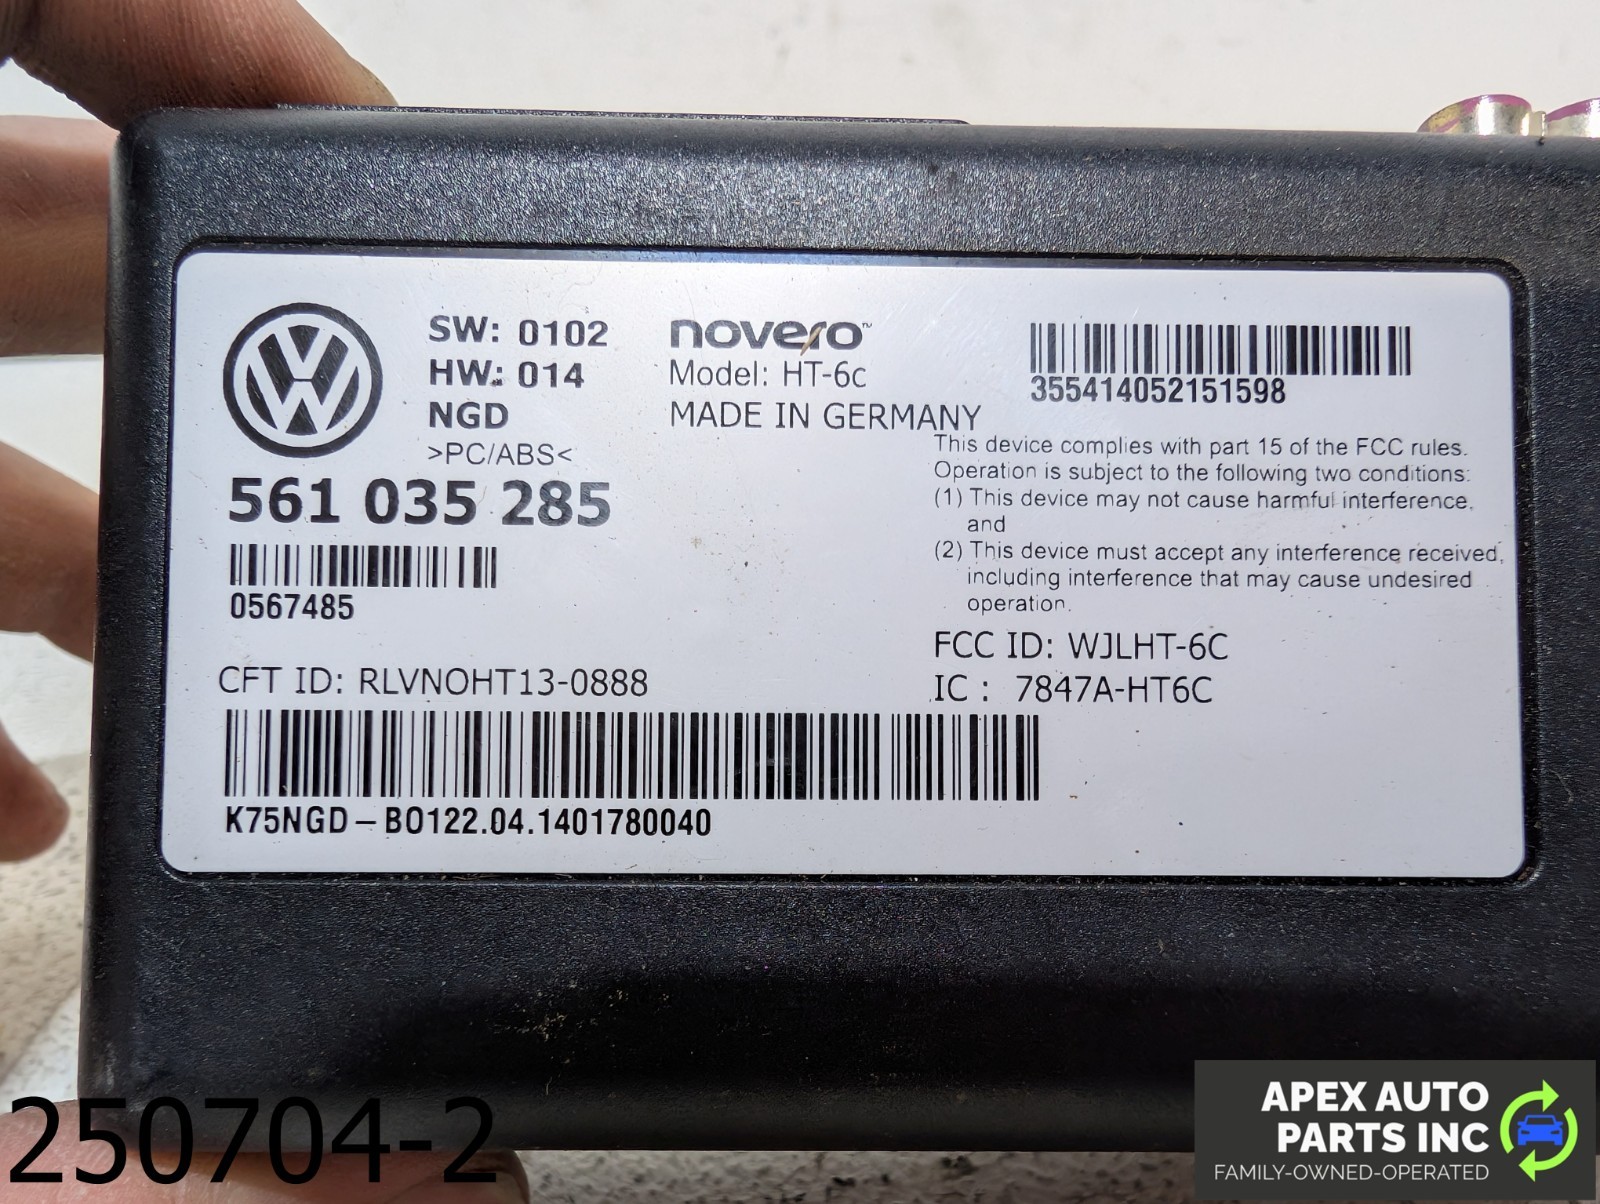 SW: 0102
HW: 014
NGD
>PC/ABS<
561 035 285
0567485
novero™
Model: HT-6c
MADE IN GERMANY
355414052151598
This device complies with part 15 of the FCC rules.
Operation is subject to the following two conditions:
(1) This device may not cause harmful interference,
and
(2) This device must accept any interference received,
including interference that may cause undesired
operation.
FCC ID: WJLHT-6C
IC : 7847A-HT6C
CFT ID: RLVNOHT13-0888
K75NGD-B0122.04.1401780040
250704-2
APEX AUTO
PARTS INC
FAMILY-OWNED-OPERATED